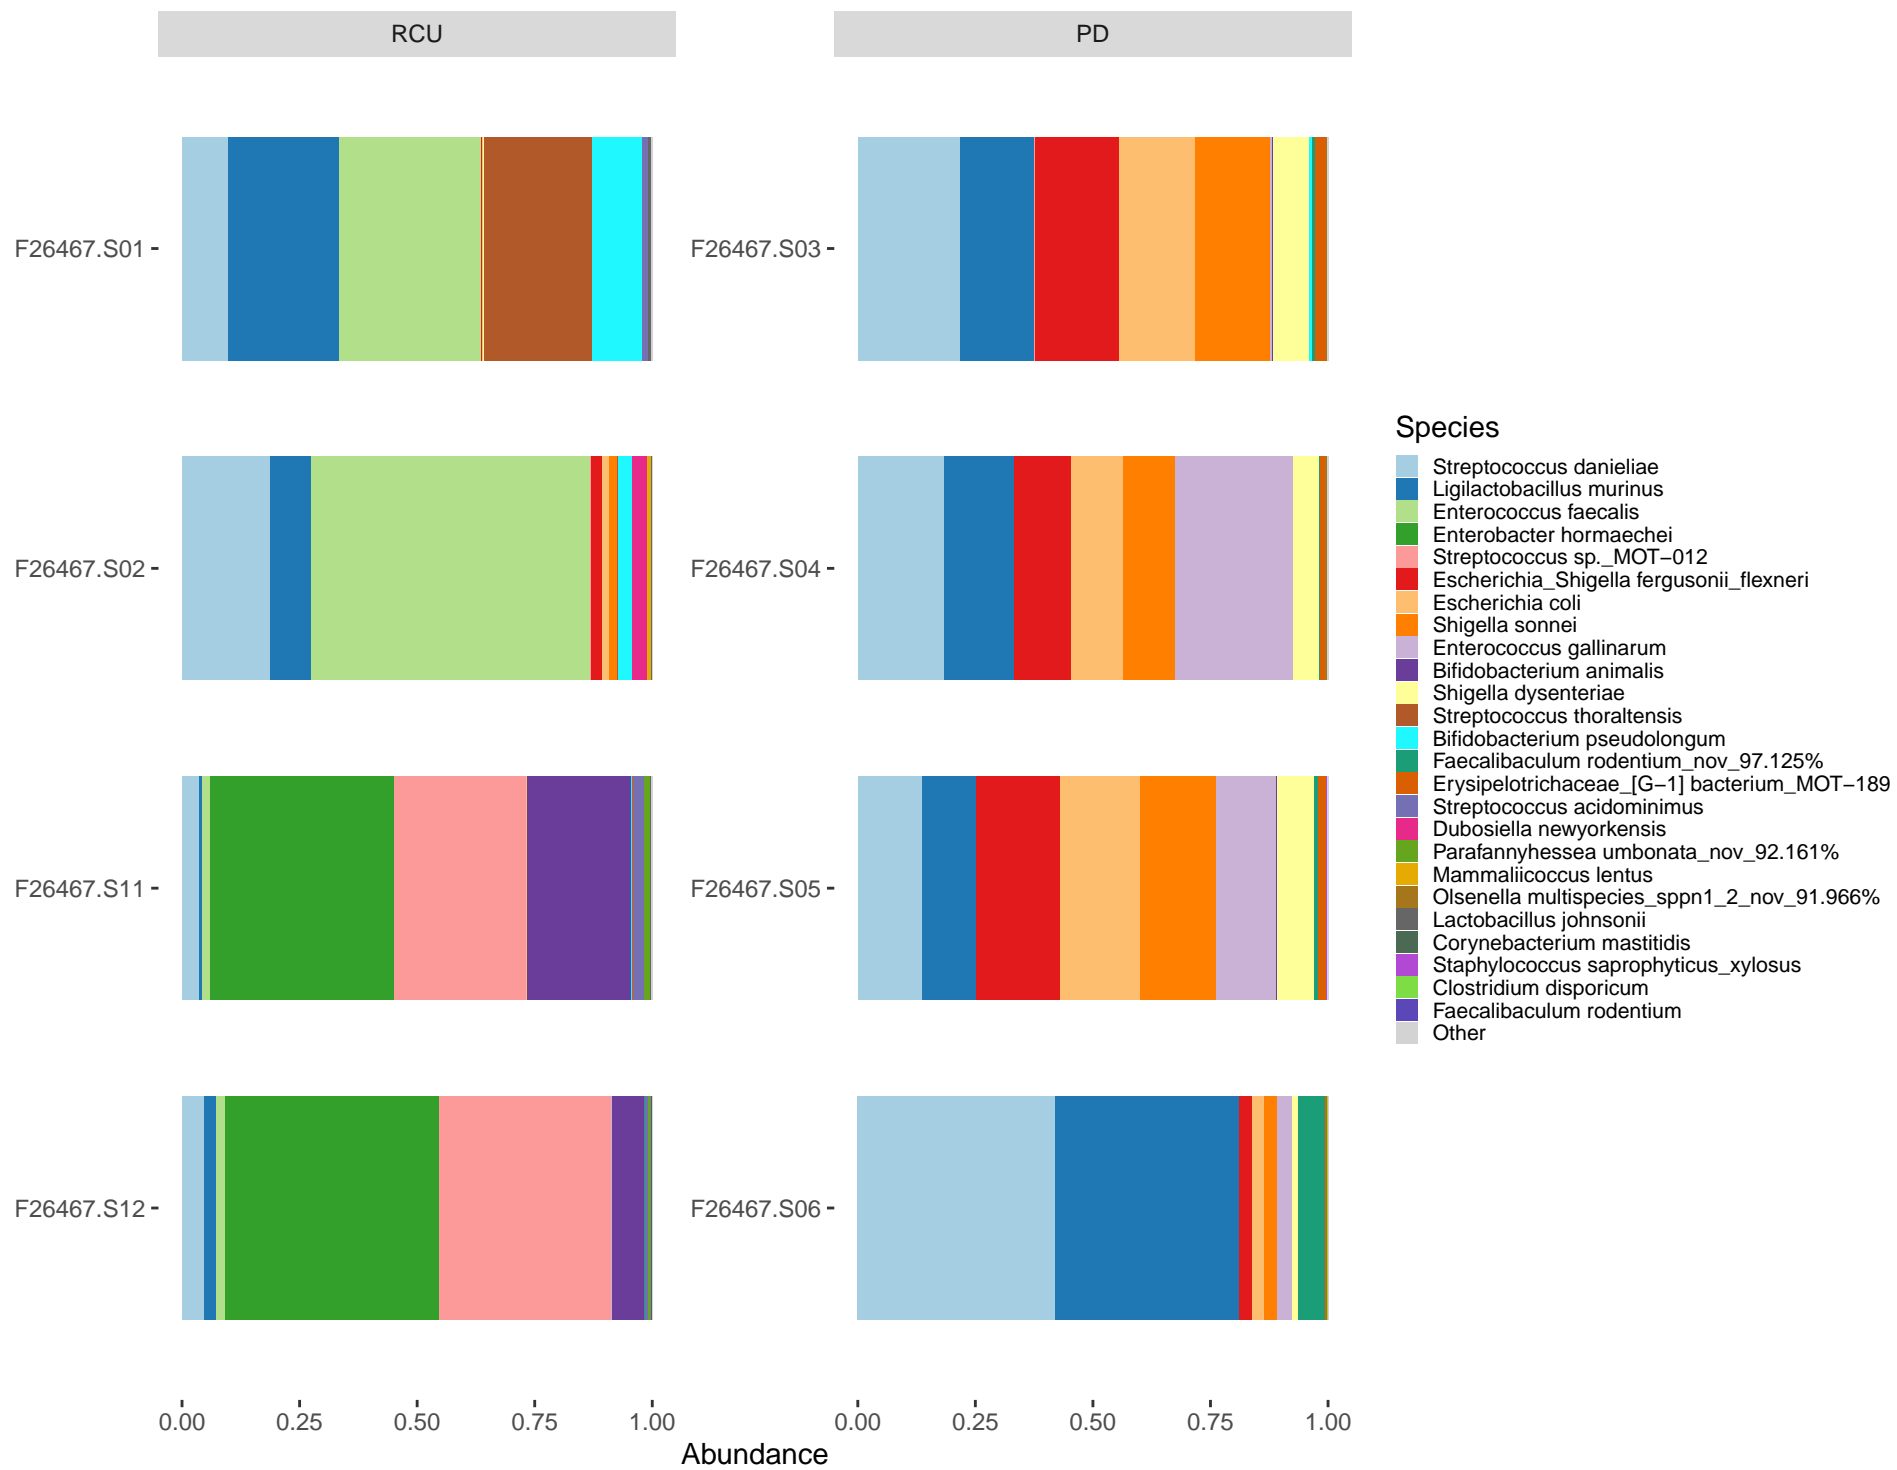 RCU
PD
F26467.S01
F26467.S03
F26467.S02
F26467.S04
F26467.S11
F26467.S05
F26467.S12
F26467.S06
0.00 0.25 0.50 0.75 1.00
0.00 0.25 0.50 0.75 1.00
Abundance
Species
Streptococcus danieliae
Ligilactobacillus murinus
Enterococcus faecalis
Enterobacter hormaechei
Streptococcus sp._MOT−012
Escherichia_Shigella fergusonii_flexneri
Escherichia coli
Shigella sonnei
Enterococcus gallinarum
Bifidobacterium animalis
Shigella dysenteriae
Streptococcus thoraltensis
Bifidobacterium pseudolongum
Faecalibaculum rodentium_nov_97.125%
Erysipelotrichaceae_[G−1] bacterium_MOT−189
Streptococcus acidominimus
Dubosiella newyorkensis
Parafannyhessea umbonata_nov_92.161%
Mammaliicoccus lentus
Olsenella multispecies_sppn1_2_nov_91.966%
Lactobacillus johnsonii
Corynebacterium mastitidis
Staphylococcus saprophyticus_xylosus
Clostridium disporicum
Faecalibaculum rodentium
Other